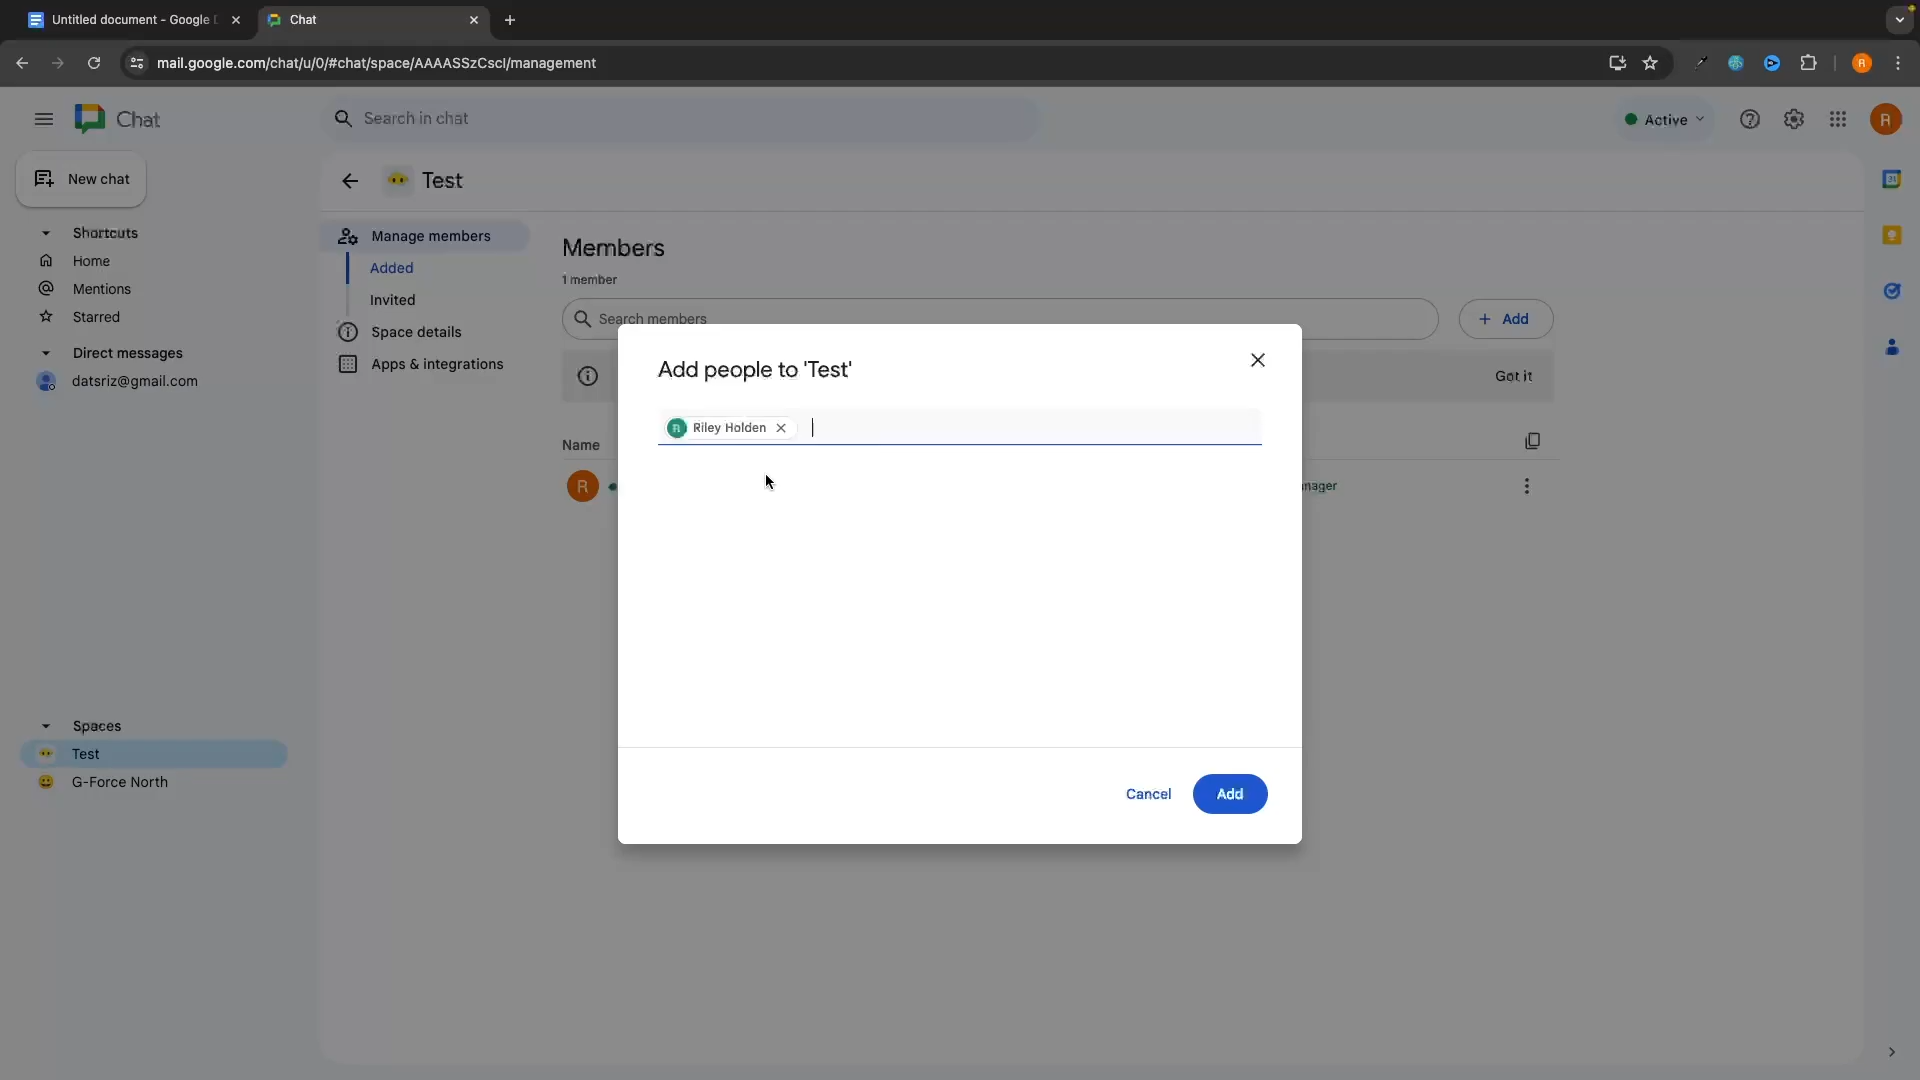 Untitled document - Google D
Chat
mail.google.com/chat/u/0/#chat/space/AAAASSzCscI/management
R
Chat
Search in chat
Active
R
New chat
Test
Shortcuts
Home
Mentions
Starred
Direct messages
datsriz@gmail.com
Spaces
Test
G-Force North
Manage members
Added
Invited
Space details
Apps & integrations
Members
1 member
Search members
+ Add
Got it
Name
R
nager
Add people to 'Test'
R Riley Holden
Cancel
Add
31